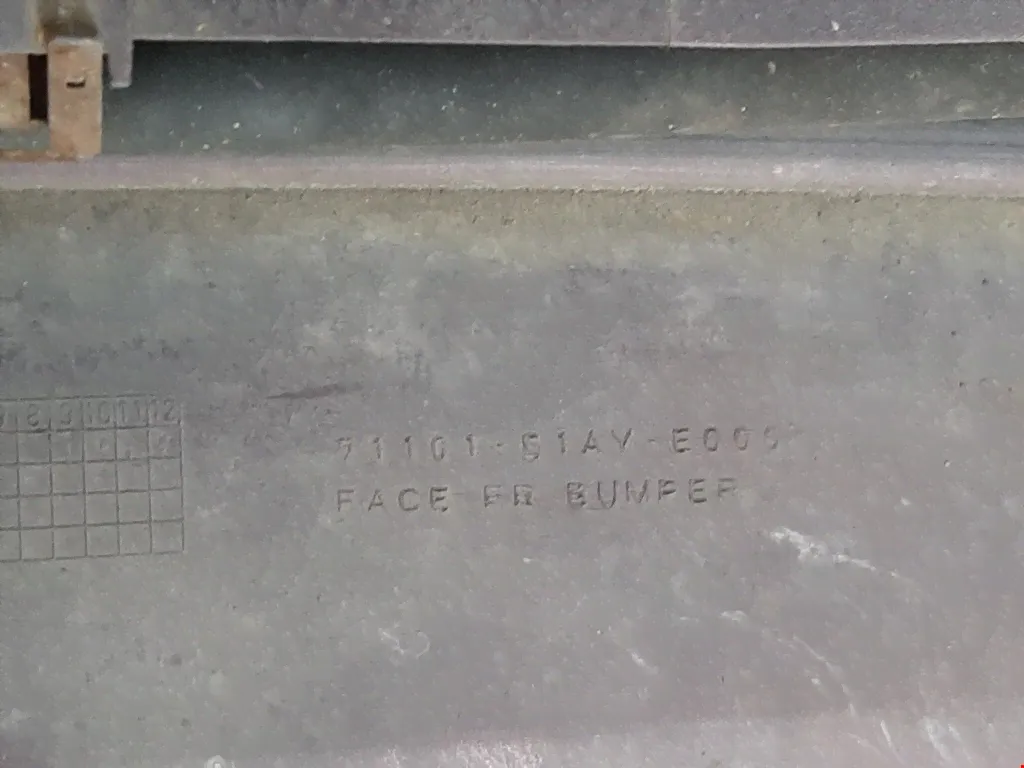 8 9 10 11 12
71101-S1AY-E000
FACE FR BUMPER